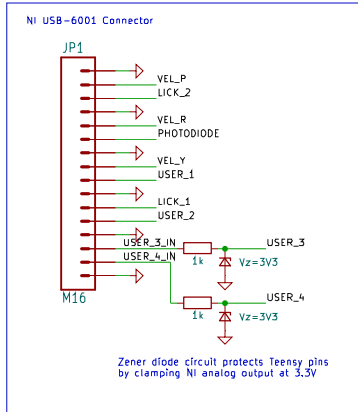 NI USB-6001 Connector
JP1
VEL_P
LICK_2
VEL_R
PHOTODIODE
VEL_Y
USER_1
LICK_1
USER_2
USER_3_IN
USER_3
USER_4_IN
1k
Vz=3V3
USER_4
M16
1k
Vz=3V3
Zener diode circuit protects Teensy pins
by clamping NI analog output at 3.3V